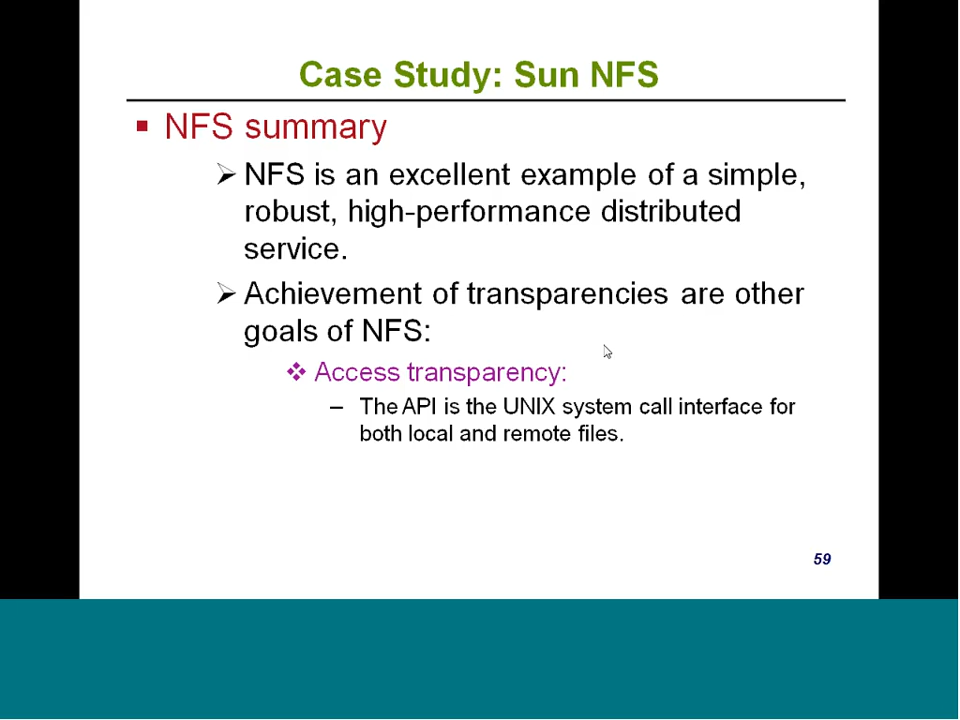 Case Study: Sun NFS
NFS summary
NFS is an excellent example of a simple,
robust, high-performance distributed
service.
Achievement of transparencies are other
goals of NFS:
Access transparency:
– The API is the UNIX system call interface for
both local and remote files.
59